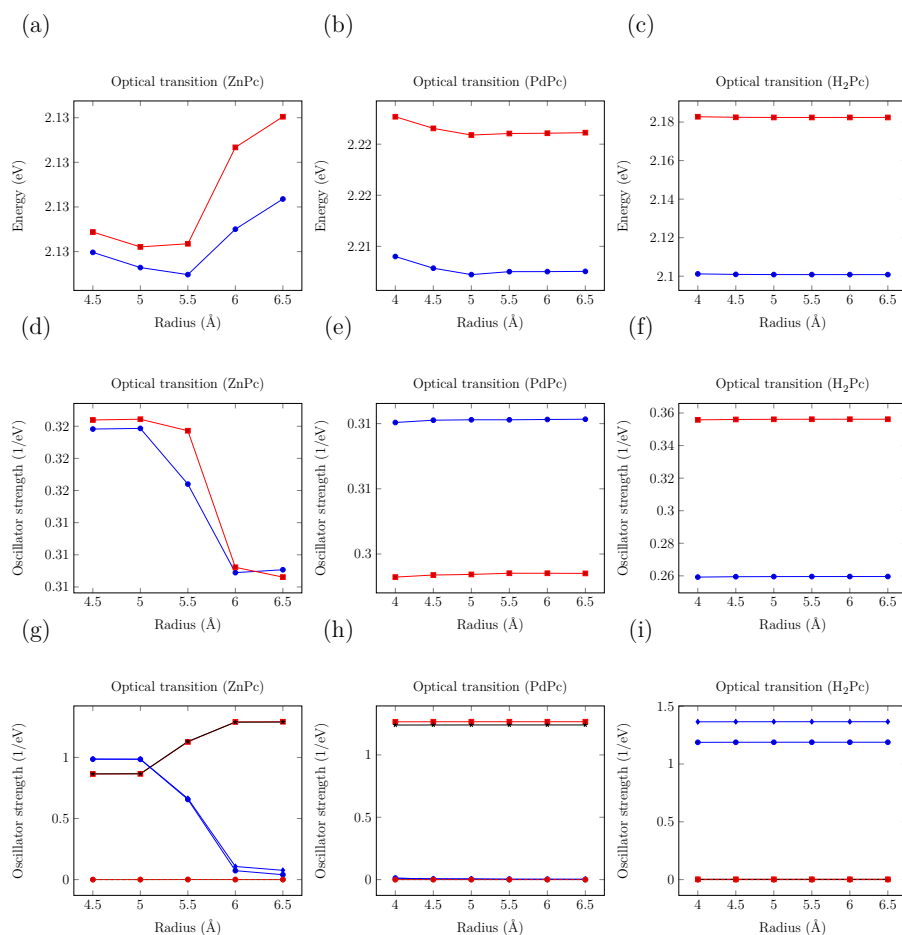 (a)
(b)
(c)
Optical transition (ZnPc)
Optical transition (PdPc)
Optical transition (H₂Pc)
Energy (eV)
2.13
2.13
2.13
2.13
4.5 5 5.5 6 6.5
Radius (Å)
Energy (eV)
2.22
2.22
2.21
4 4.5 5 5.5 6 6.5
Radius (Å)
Energy (eV)
2.18
2.16
2.14
2.12
2.1
4 4.5 5 5.5 6 6.5
Radius (Å)
(d)
(e)
(f)
Optical transition (ZnPc)
Optical transition (PdPc)
Optical transition (H₂Pc)
Oscillator strength (1/eV)
0.32
0.32
0.32
0.31
0.31
0.31
4.5 5 5.5 6 6.5
Radius (Å)
Oscillator strength (1/eV)
0.31
0.31
0.3
4 4.5 5 5.5 6 6.5
Radius (Å)
Oscillator strength (1/eV)
0.36
0.34
0.32
0.3
0.28
0.26
4 4.5 5 5.5 6 6.5
Radius (Å)
(g)
(h)
(i)
Optical transition (ZnPc)
Optical transition (PdPc)
Optical transition (H₂Pc)
Oscillator strength (1/eV)
1
0.5
0
4.5 5 5.5 6 6.5
Radius (Å)
Oscillator strength (1/eV)
1
0.5
0
4 4.5 5 5.5 6 6.5
Radius (Å)
Oscillator strength (1/eV)
1.5
1
0.5
0
4 4.5 5 5.5 6 6.5
Radius (Å)